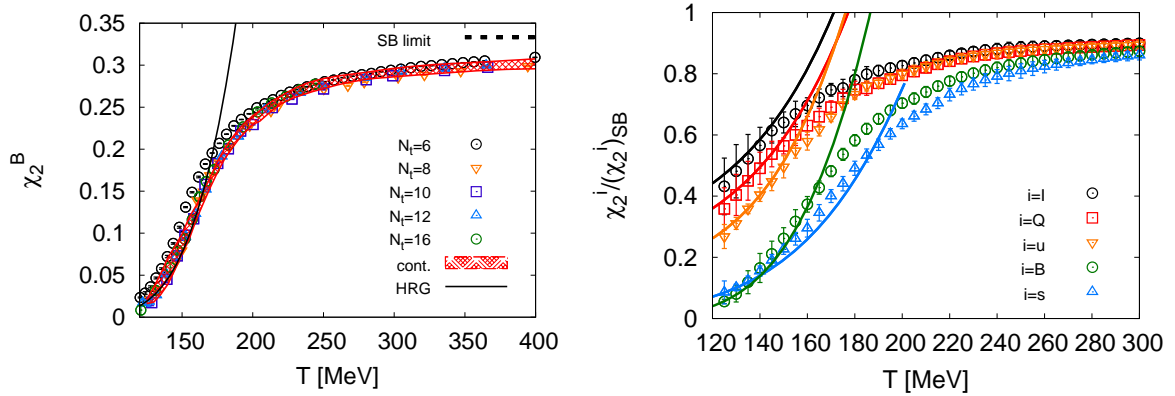 χ₂ᴮ
0.35
0.3
0.25
0.2
0.15
0.1
0.05
0
150 200 250 300 350 400
T [MeV]
SB limit
Nₜ=6
Nₜ=8
Nₜ=10
Nₜ=12
Nₜ=16
cont.
HRG
χ₂ⁱ/(χ₂ⁱ)SB
1
0.8
0.6
0.4
0.2
0
120 140 160 180 200 220 240 260 280 300
T [MeV]
i=I
i=Q
i=u
i=B
i=s